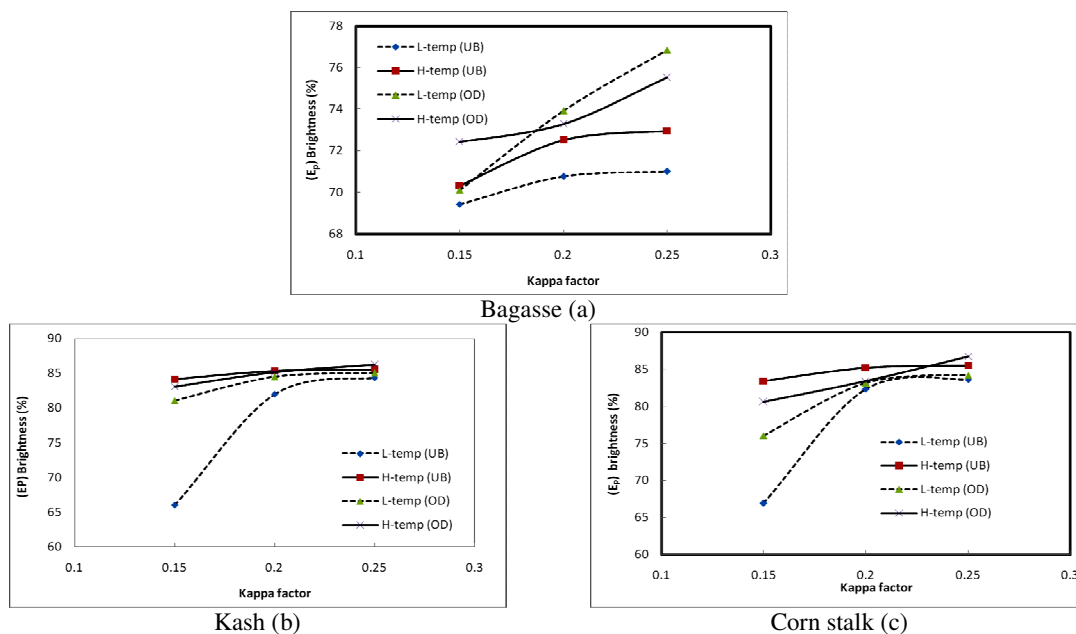 78
76
74
72
70
68
(Eₚ) Brightness (%)
L-temp (UB)
H-temp (UB)
L-temp (OD)
H-temp (OD)
0.1 0.15 0.2 0.25 0.3
Kappa factor
Bagasse (a)
90
85
80
75
70
65
60
(EP) Brightness (%)
L-temp (UB)
H-temp (UB)
L-temp (OD)
H-temp (OD)
0.1 0.15 0.2 0.25 0.3
Kappa factor
Kash (b)
90
85
80
75
70
65
60
(Eₚ) brightness (%)
L-temp (UB)
H-temp (UB)
L-temp (OD)
H-temp (OD)
0.1 0.15 0.2 0.25 0.3
Kappa factor
Corn stalk (c)